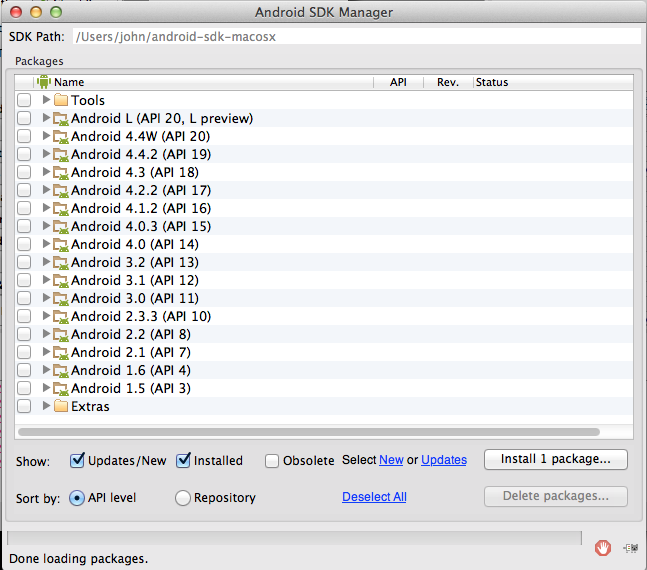 Android SDK Manager
SDK Path: /Users/john/android-sdk-macosx
Packages
Name API Rev. Status
Tools
Android L (API 20, L preview)
Android 4.4W (API 20)
Android 4.4.2 (API 19)
Android 4.3 (API 18)
Android 4.2.2 (API 17)
Android 4.1.2 (API 16)
Android 4.0.3 (API 15)
Android 4.0 (API 14)
Android 3.2 (API 13)
Android 3.1 (API 12)
Android 3.0 (API 11)
Android 2.3.3 (API 10)
Android 2.2 (API 8)
Android 2.1 (API 7)
Android 1.6 (API 4)
Android 1.5 (API 3)
Extras
Show: Updates/New Installed Obsolete Select New or Updates Install 1 package...
Sort by: API level Repository Deselect All Delete packages...
Done loading packages.